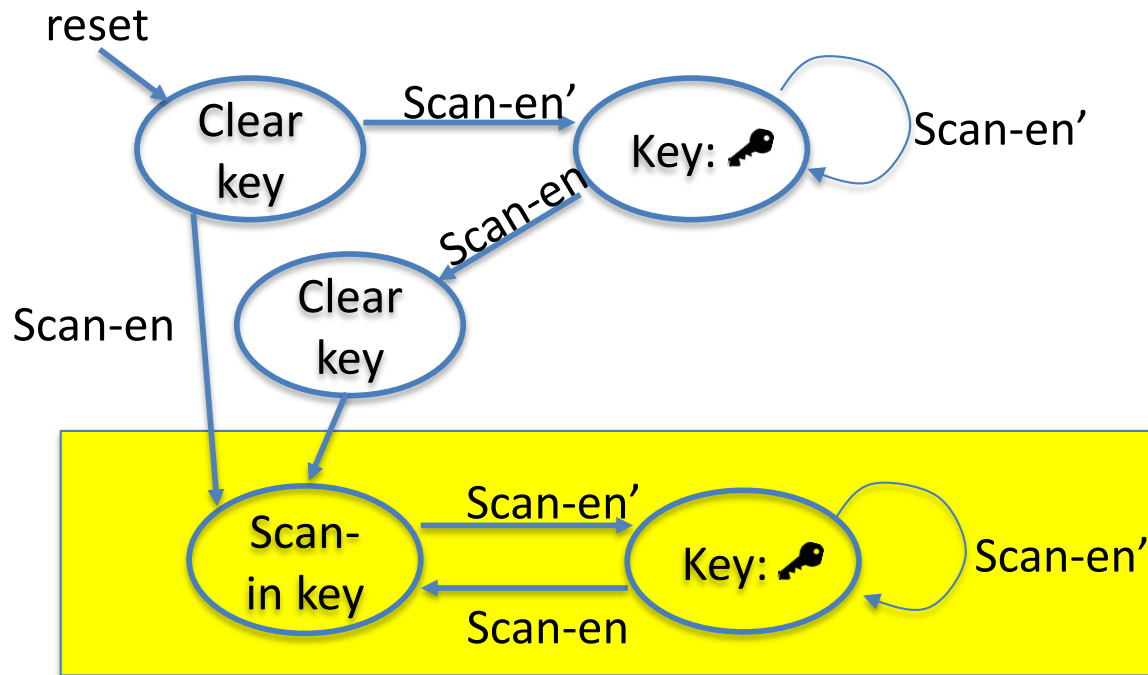 reset
Clear
key
Scan-en’
Key:
Scan-en’
Scan-en
Clear
key
Scan-en
Scan-
in key
Scan-en’
Key:
Scan-en’
Scan-en